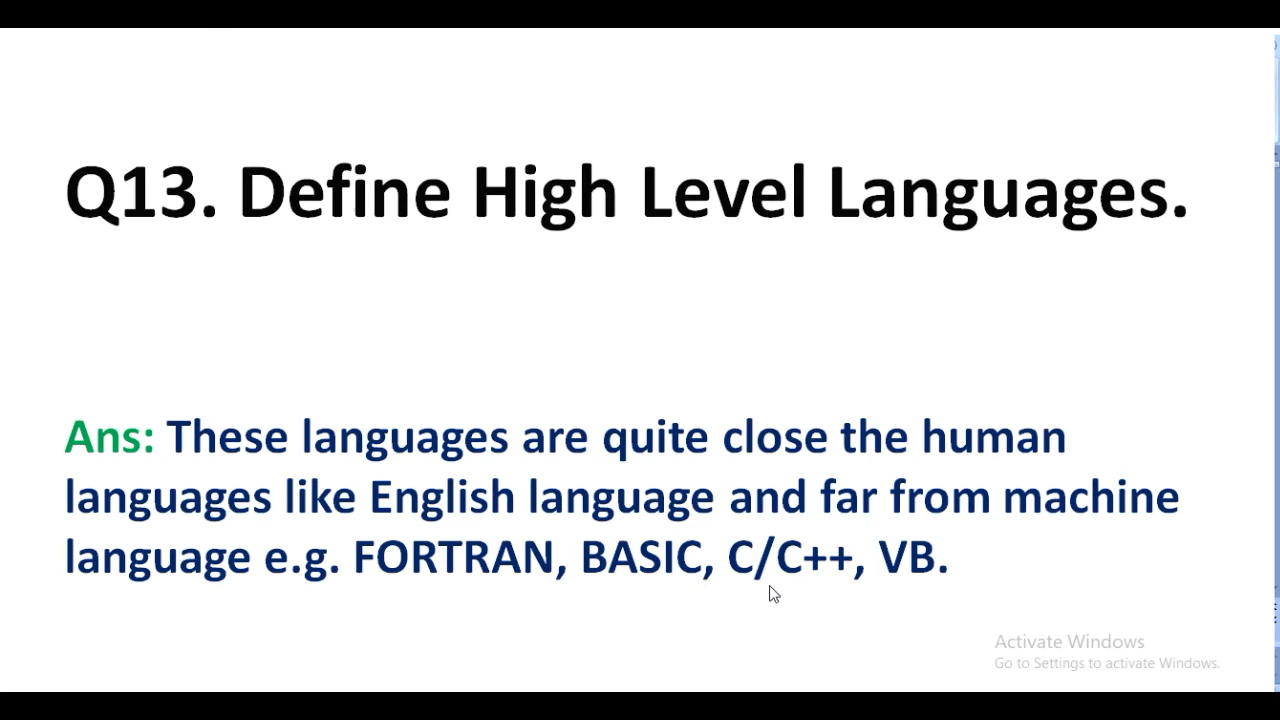 Q13. Define High Level Languages.
Ans: These languages are quite close the human
languages like English language and far from machine
language e.g. FORTRAN, BASIC, C/C++, VB.
Activate Windows
Go to Settings to activate Windows.